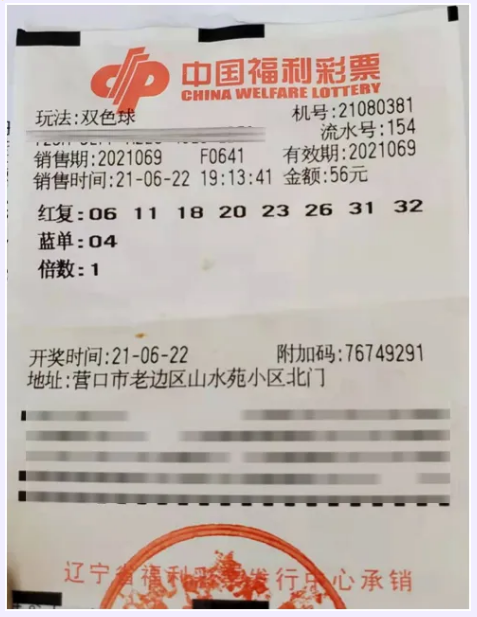 中国福利彩票
CHINA WELFARE LOTTERY
玩法:双色球 机号:21080381
流水号:154
销售期:2021069 F0641 有效期:2021069
销售时间:21-06-22 19:13:41 金额:56元
红复:06 11 18 20 23 26 31 32
蓝单:04
倍数:1
开奖时间:21-06-22 附加码:76749291
地址:营口市老边区山水苑小区北门
辽宁省福利彩票发行中心承销